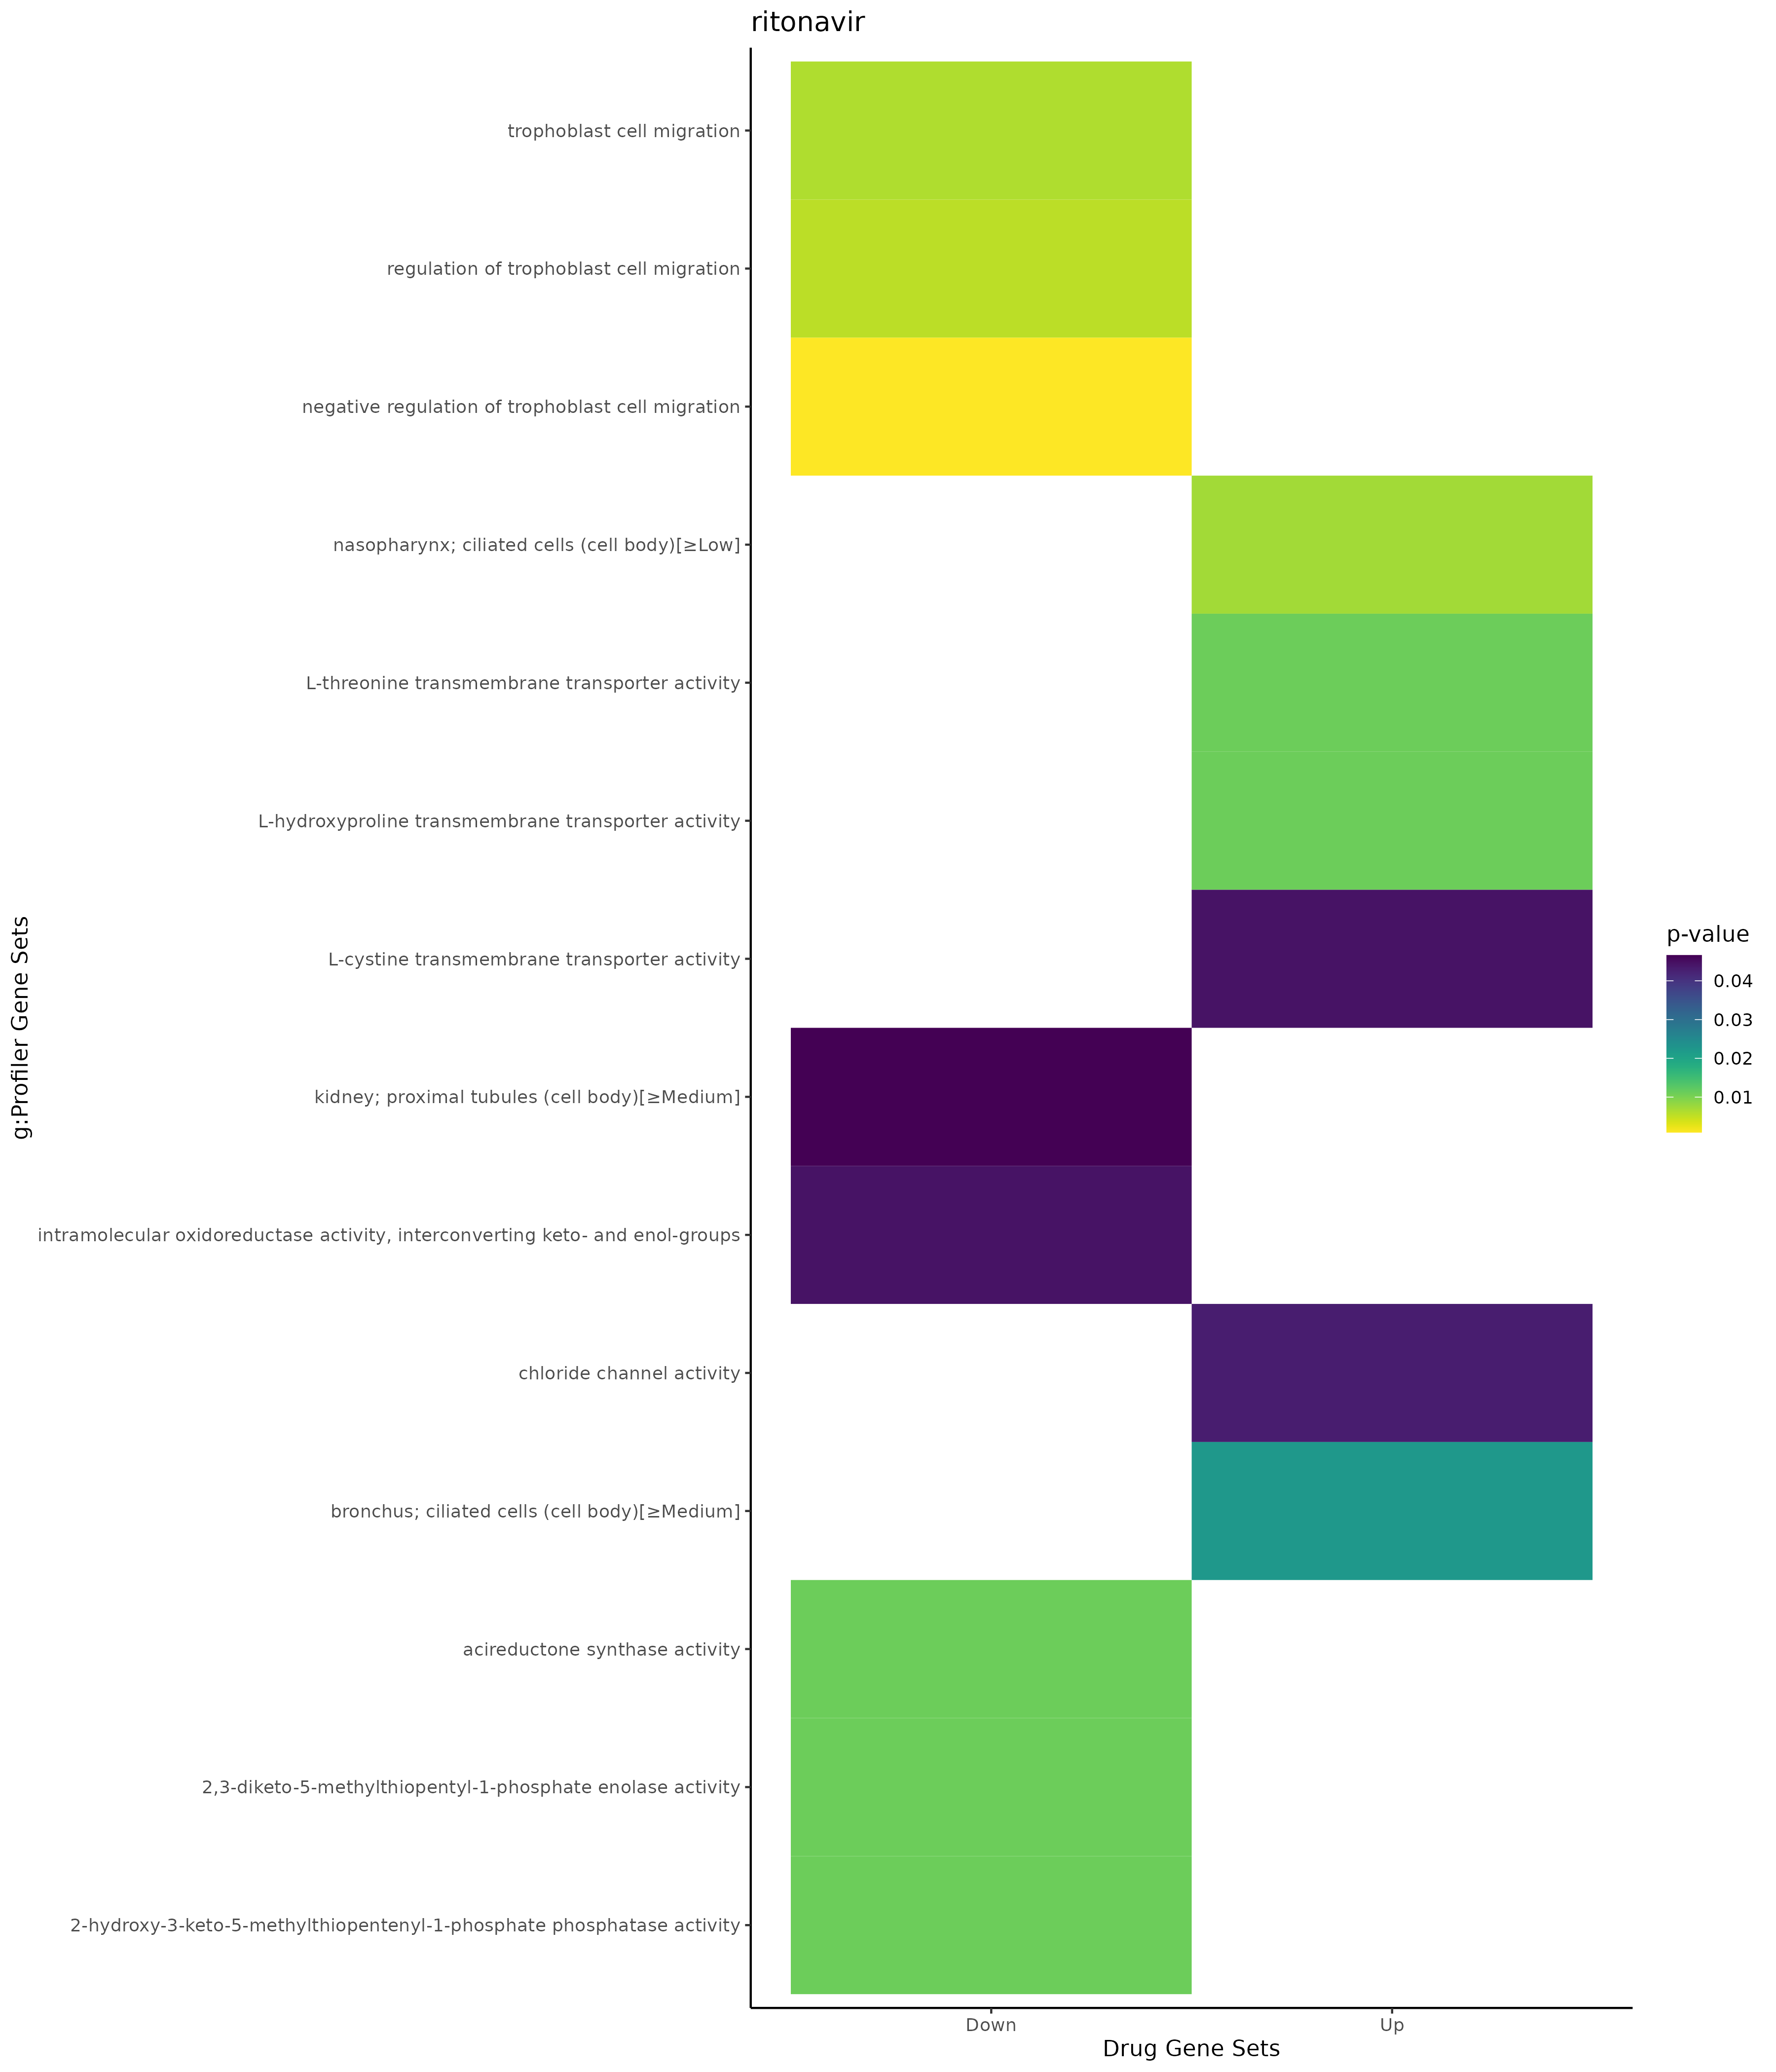 ritonavir
trophoblast cell migration
regulation of trophoblast cell migration
negative regulation of trophoblast cell migration
nasopharynx; ciliated cells (cell body)[≥Low]
L-threonine transmembrane transporter activity
L-hydroxyproline transmembrane transporter activity
L-cystine transmembrane transporter activity
kidney; proximal tubules (cell body)[≥Medium]
intramolecular oxidoreductase activity, interconverting keto- and enol-groups
chloride channel activity
bronchus; ciliated cells (cell body)[≥Medium]
acireductone synthase activity
2,3-diketo-5-methylthiopentyl-1-phosphate enolase activity
2-hydroxy-3-keto-5-methylthiopentenyl-1-phosphate phosphatase activity
g:Profiler Gene Sets
Down
Up
Drug Gene Sets
p-value
0.04
0.03
0.02
0.01